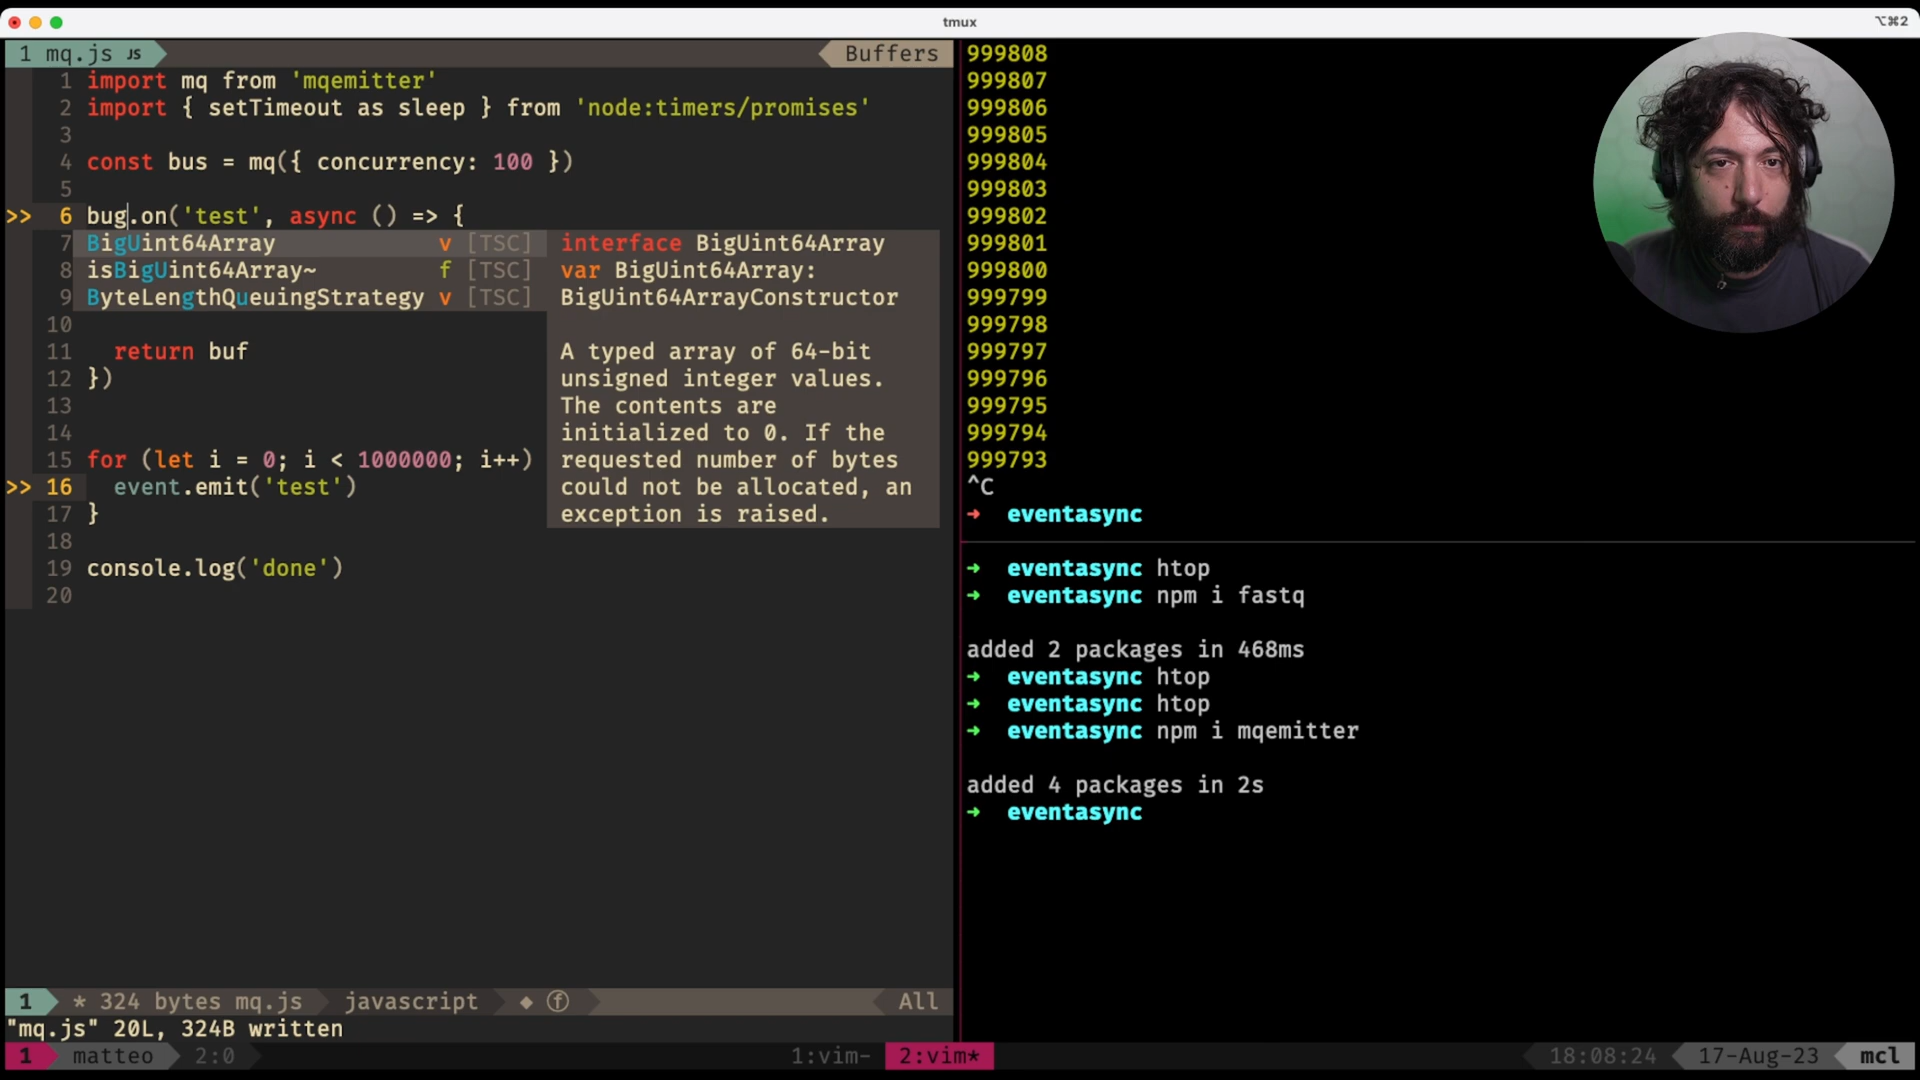 tmux
⌥⌘2
1 mq.js JS
Buffers
1 import mq from 'mqemitter'
2 import { setTimeout as sleep } from 'node:timers/promises'
3
4 const bus = mq({ concurrency: 100 })
5
>> 6 bug.on('test', async () => {
7 BigUint64Array v [TSC]
8 isBigUint64Array~ f [TSC]
9 ByteLengthQueuingStrategy v [TSC]
interface BigUint64Array
var BigUint64Array:
BigUint64ArrayConstructor
A typed array of 64-bit
unsigned integer values.
The contents are
initialized to 0. If the
requested number of bytes
could not be allocated, an
exception is raised.
10
11 return buf
12 })
13
14
15 for (let i = 0; i < 1000000; i++)
>> 16 event.emit('test')
17 }
18
19 console.log('done')
20
1 * 324 bytes mq.js javascript ◆ ⓕ All
"mq.js" 20L, 324B written
999808
999807
999806
999805
999804
999803
999802
999801
999800
999799
999798
999797
999796
999795
999794
999793
^C
➜ eventasync
➜ eventasync htop
➜ eventasync npm i fastq
added 2 packages in 468ms
➜ eventasync htop
➜ eventasync htop
➜ eventasync npm i mqemitter
added 4 packages in 2s
➜ eventasync
1 matteo 2:0 1:vim- 2:vim* 18:08:24 17-Aug-23 mcl